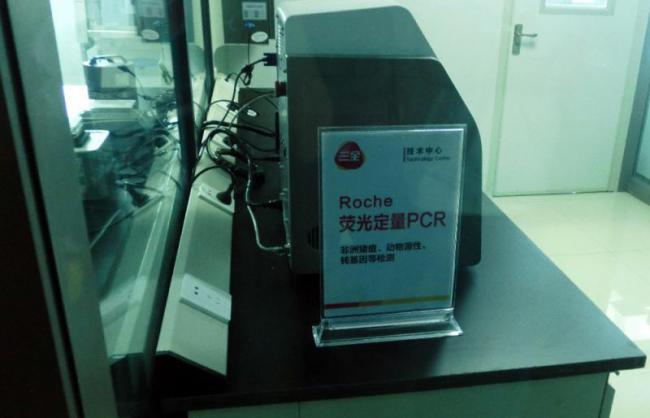 三全
技术中心
Technology Center
Roche
荧光定量PCR
非洲猪瘟、动物源性、
转基因等检测